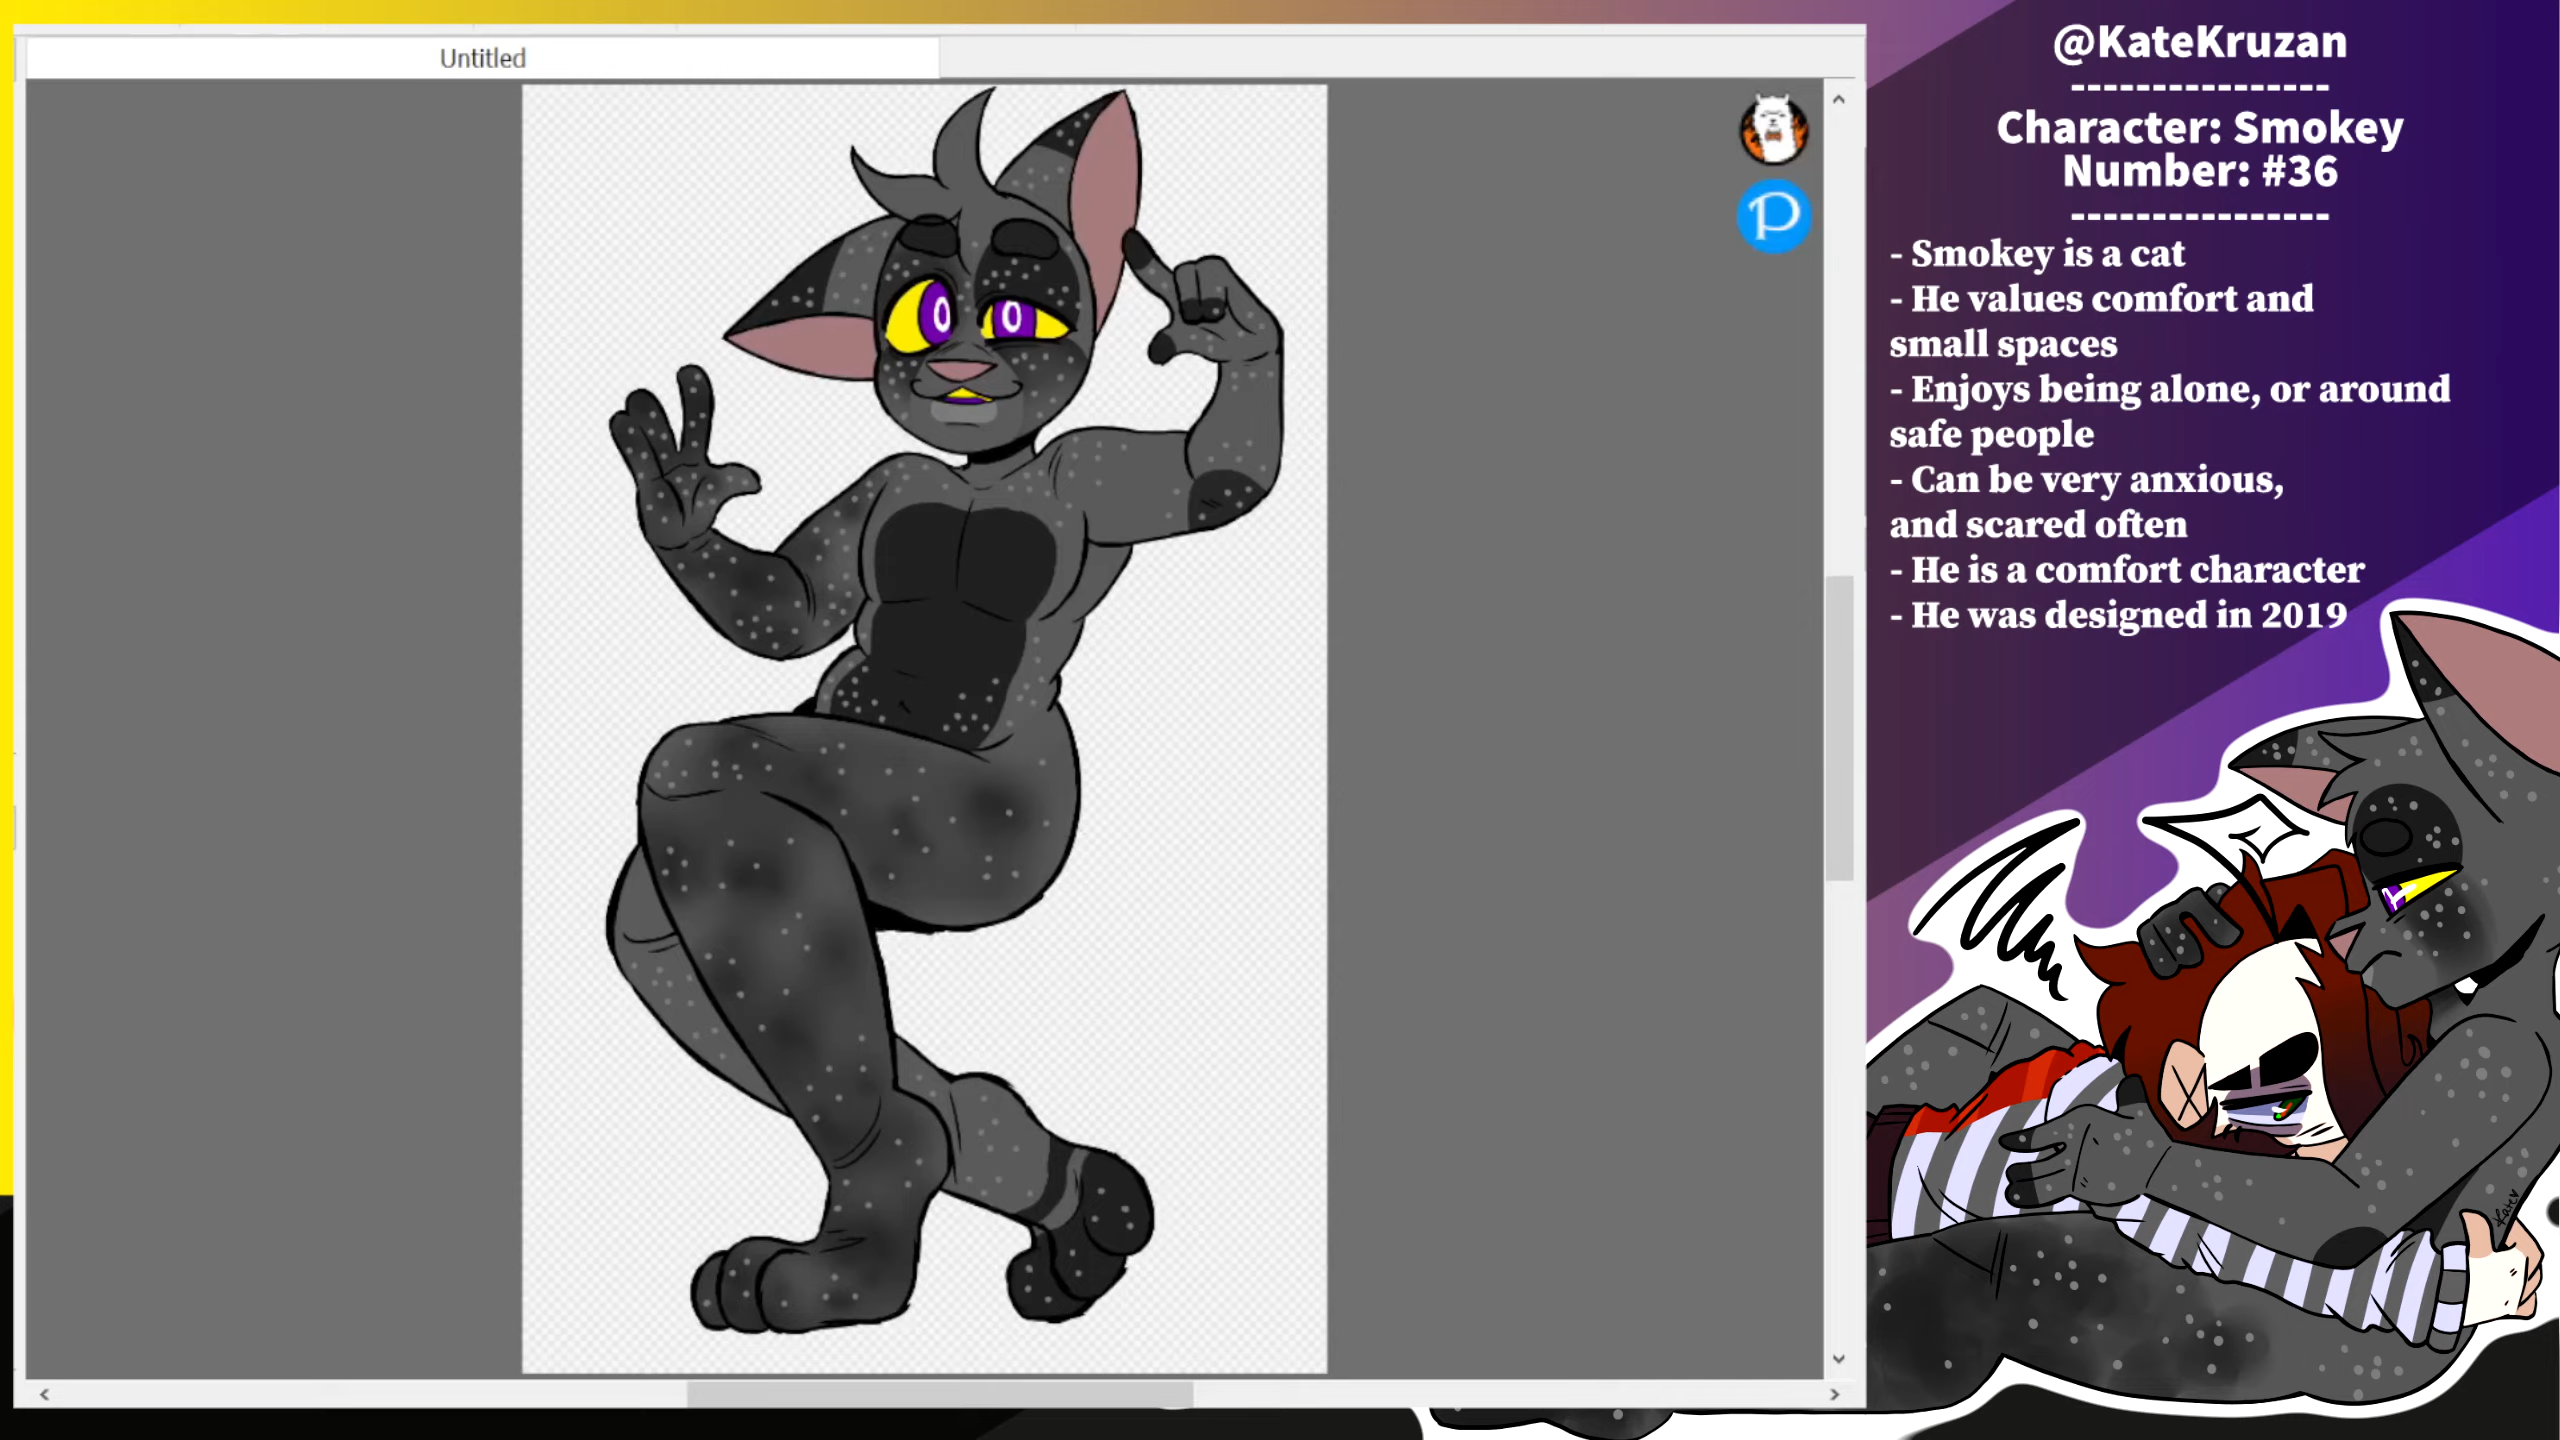 Untitled
@KateKruzan
----------------
Character: Smokey
Number: #36
----------------
- Smokey is a cat
- He values comfort and
small spaces
- Enjoys being alone, or around
safe people
- Can be very anxious,
and scared often
- He is a comfort character
- He was designed in 2019
P
Kate